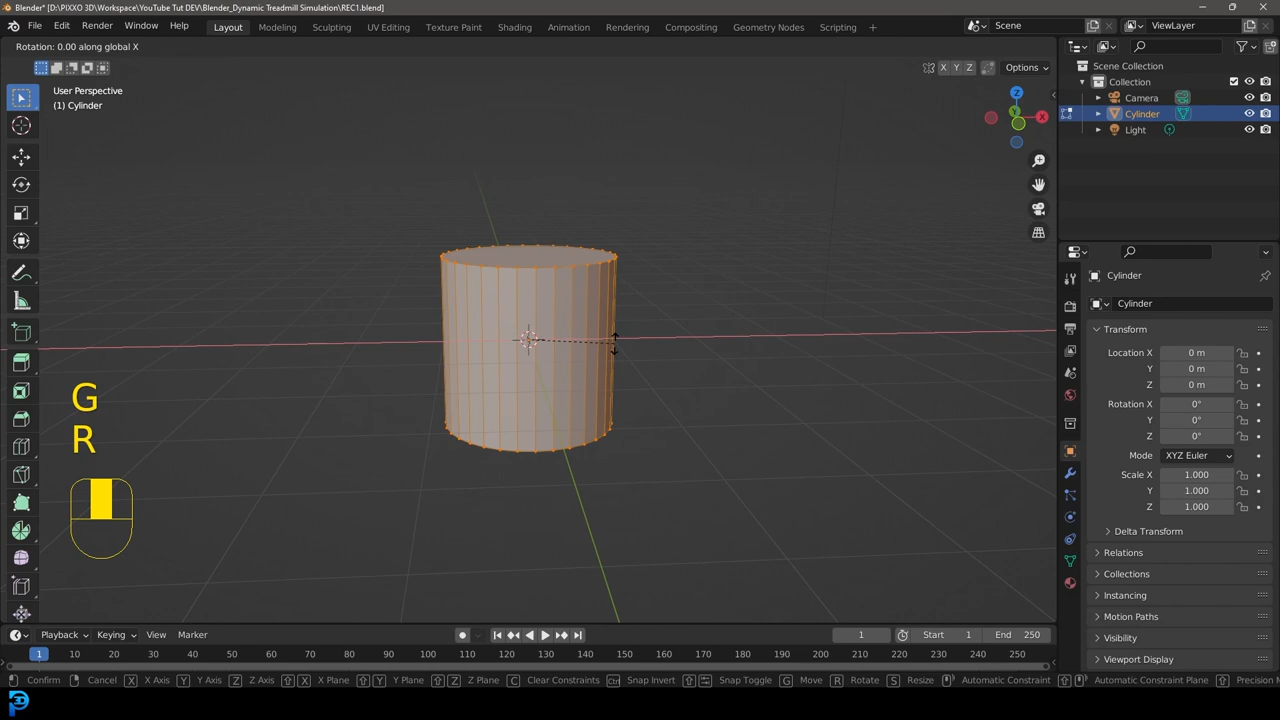 Blender* [D:\PIXXO 3D\Workspace\YouTube Tut DEV\Blender_Dynamic Treadmill Simulation\REC1.blend]
File Edit Render Window Help Layout Modeling Sculpting UV Editing Texture Paint Shading Animation Rendering Compositing Geometry Nodes Scripting + Scene ViewLayer
Rotation: 0.00 along global X
X Y Z Options
User Perspective
(1) Cylinder
Z
Y
X
Scene Collection
Collection
Camera
Cylinder
Light
Cylinder
Cylinder
Transform
Location X 0 m
Y 0 m
Z 0 m
Rotation X 0°
Y 0°
Z 0°
Mode XYZ Euler
Scale X 1.000
Y 1.000
Z 1.000
Delta Transform
Relations
Collections
Instancing
Motion Paths
Visibility
Viewport Display
G
R
Playback Keying View Marker 1 Start 1 End 250
1 10 20 30 40 50 60 70 80 90 100 110 120 130 140 150 160 170 180 190 200 210 220 230 240 250
Confirm Cancel X X Axis Y Y Axis Z Z Axis X X Plane Y Y Plane Z Z Plane C Clear Constraints Ctrl Snap Invert Snap Toggle G Move R Rotate S Resize Automatic Constraint Automatic Constraint Plane Precision M